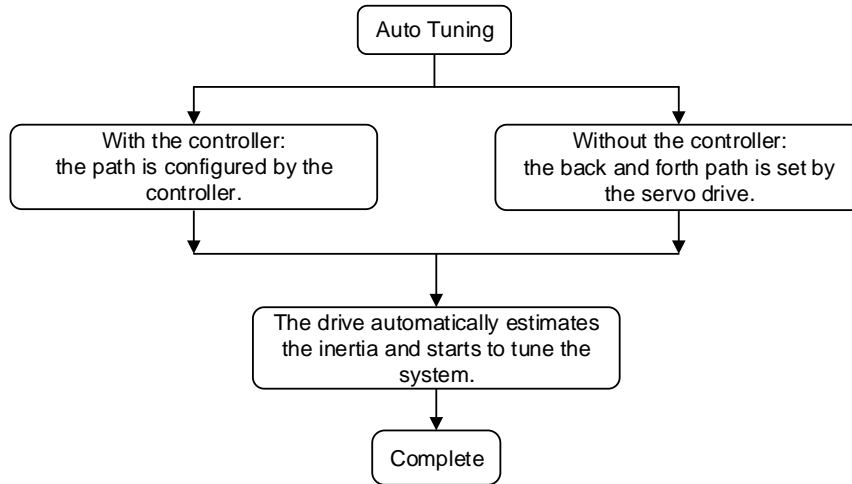 Auto Tuning
With the controller:
the path is configured by the
controller.
Without the controller:
the back and forth path is set by
the servo drive.
The drive automatically estimates
the inertia and starts to tune the
system.
Complete